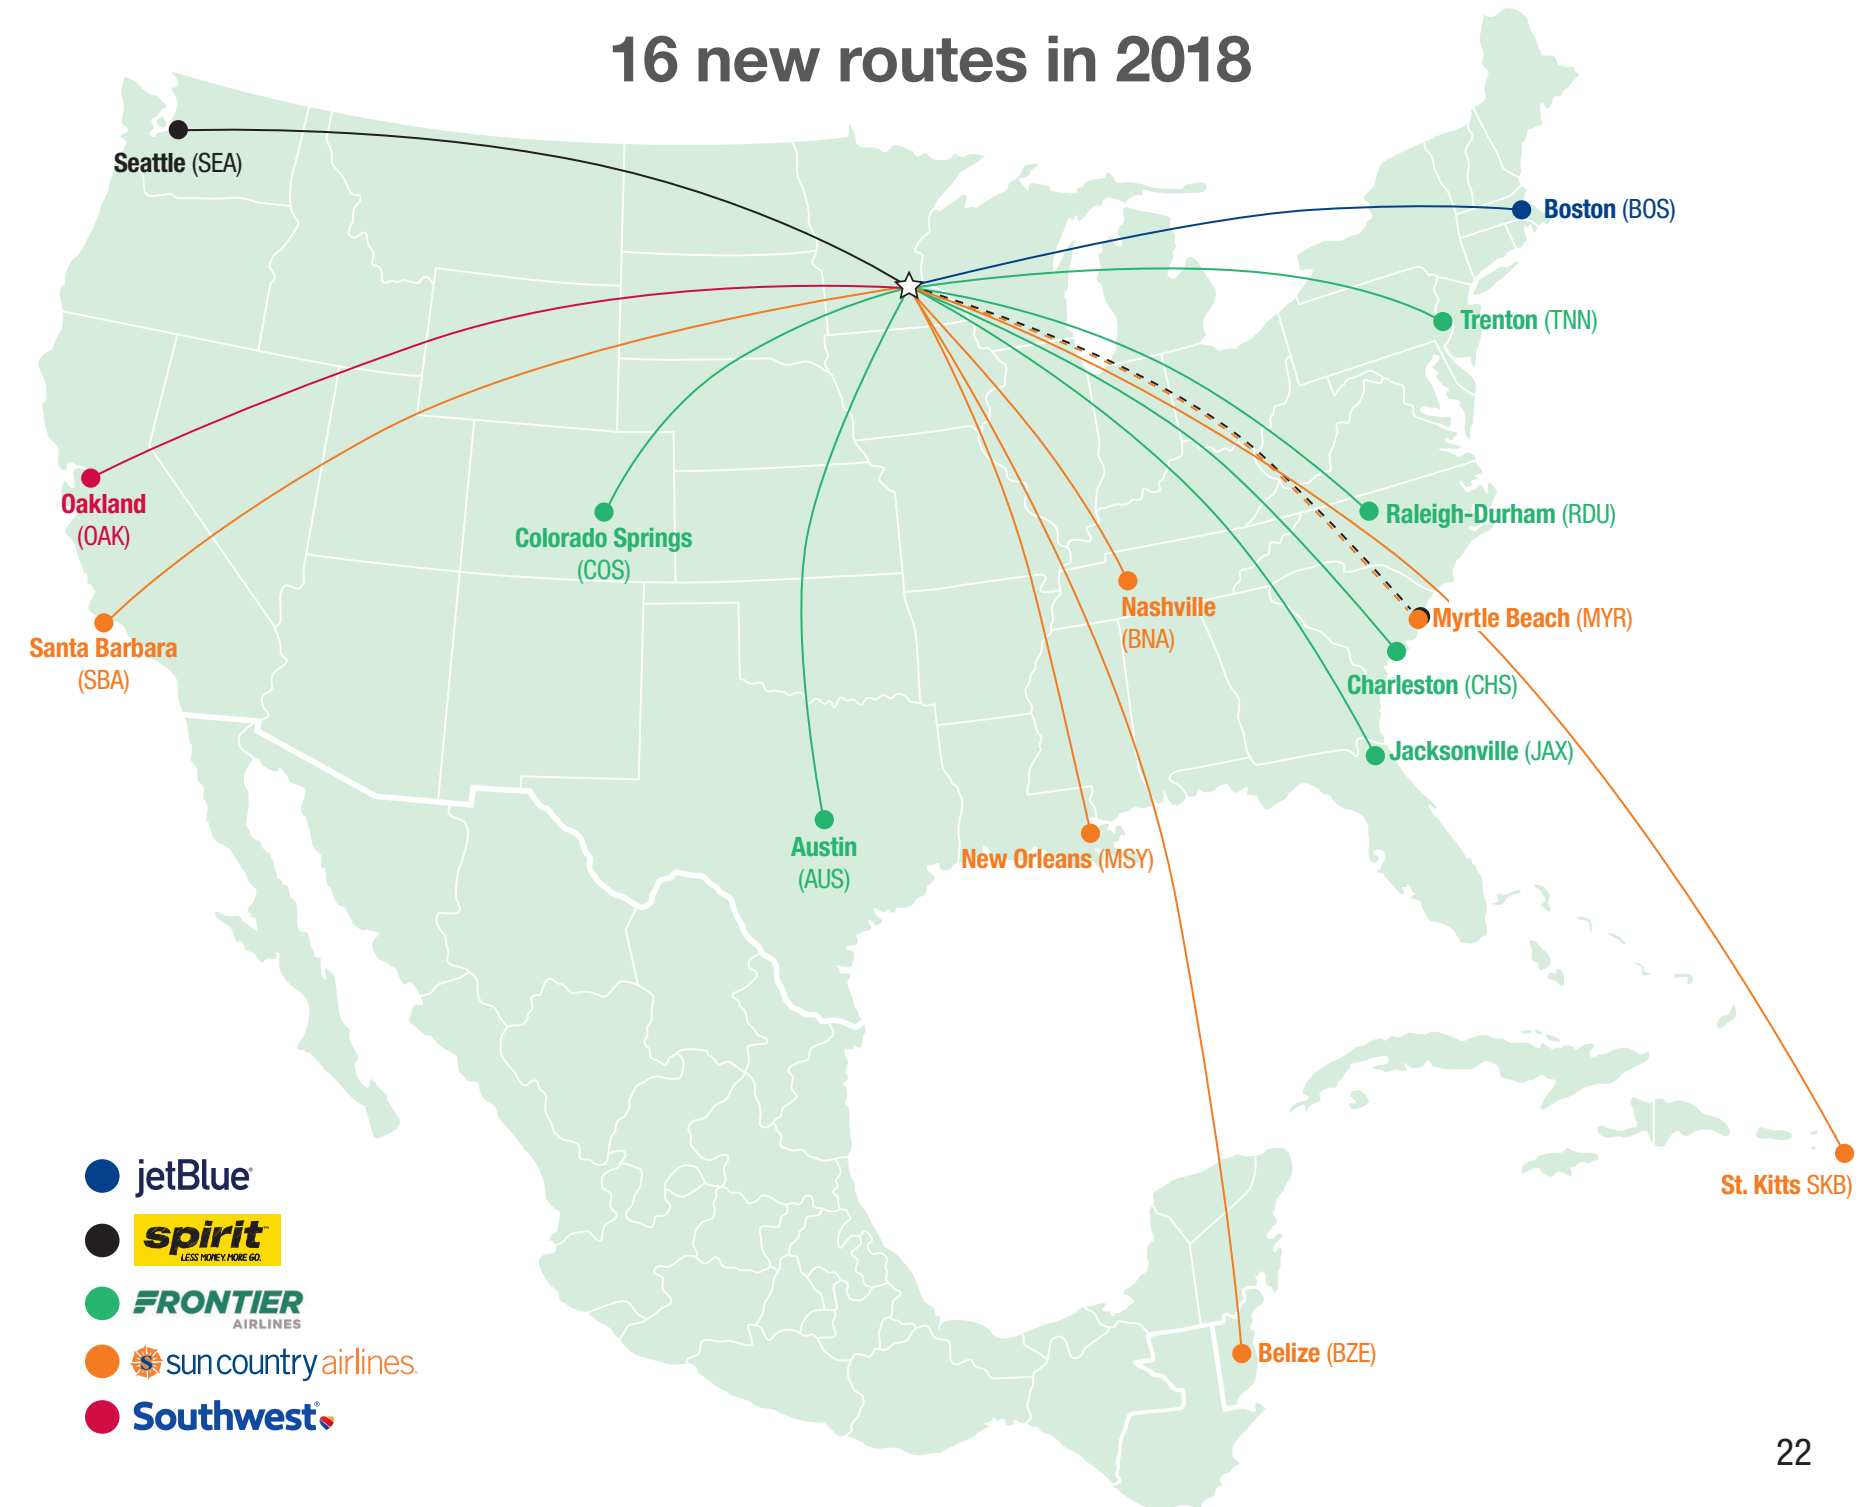 16 new routes in 2018
Seattle (SEA)
Boston (BOS)
Trenton (TNN)
Oakland
(OAK)
Colorado Springs
(COS)
Raleigh-Durham (RDU)
Nashville
(BNA)
Myrtle Beach (MYR)
Santa Barbara
(SBA)
Charleston (CHS)
Jacksonville (JAX)
Austin
(AUS)
New Orleans (MSY)
St. Kitts SKB)
Belize (BZE)
jetBlue
spirit
LESS MONEY. MORE GO.
FRONTIER
AIRLINES
S sun country airlines.
Southwest
22